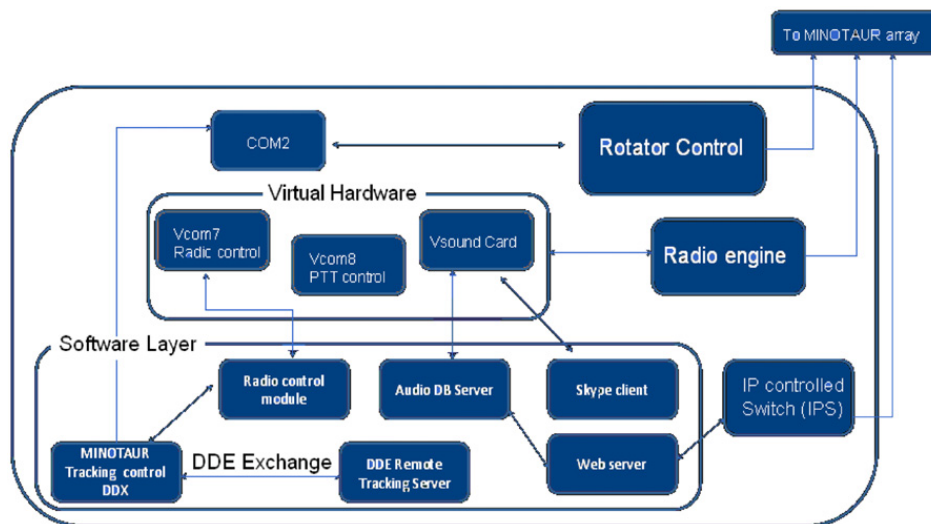 To MINOTAUR array
COM2
Rotator Control
Virtual Hardware
Vcom7
Radic control
Vcom8
PTT control
Vsound Card
Radio engine
Software Layer
Radio control
module
Audio DB Server
Skype client
IP controlled
Switch (IPS)
MINOTAUR
Tracking control
DDX
DDE Exchange
DDE Remote
Tracking Server
Web server